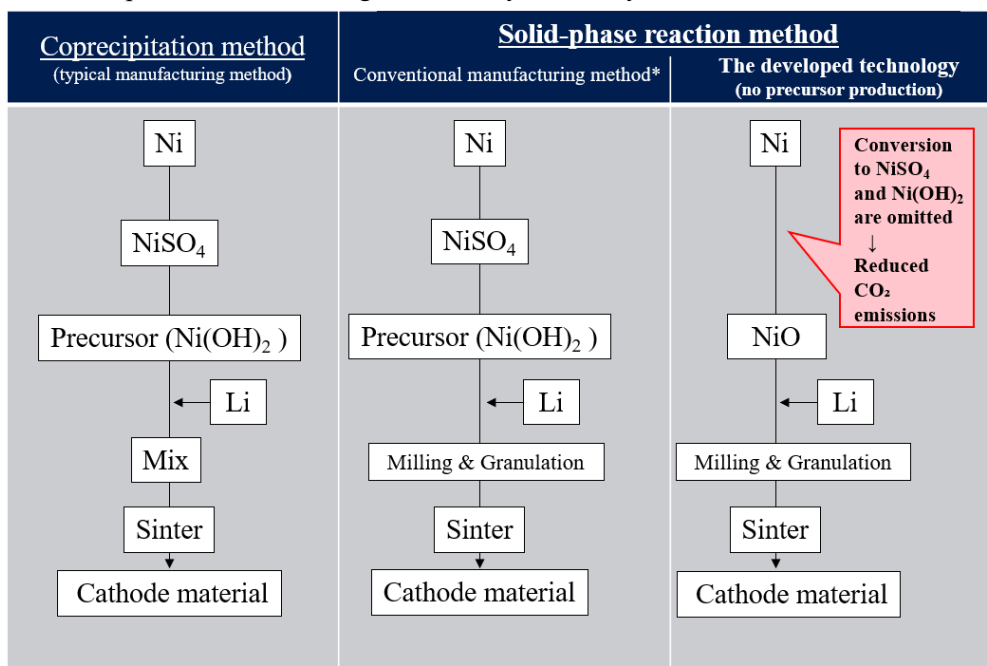 Coprecipitation method
(typical manufacturing method)
Solid-phase reaction method
Conventional manufacturing method*
The developed technology
(no precursor production)
Ni
NiSO₄
Precursor (Ni(OH)₂ )
Li
Mix
Sinter
Cathode material
Ni
NiSO₄
Precursor (Ni(OH)₂ )
Li
Milling & Granulation
Sinter
Cathode material
Ni
Conversion
to NiSO₄
and Ni(OH)₂
are omitted
↓
Reduced
CO₂
emissions
NiO
Li
Milling & Granulation
Sinter
Cathode material